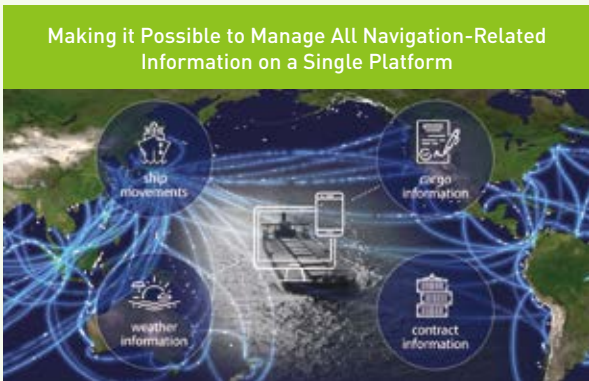 Making it Possible to Manage All Navigation-Related
Information on a Single Platform
ship
movements
cargo
information
weather
information
contract
information